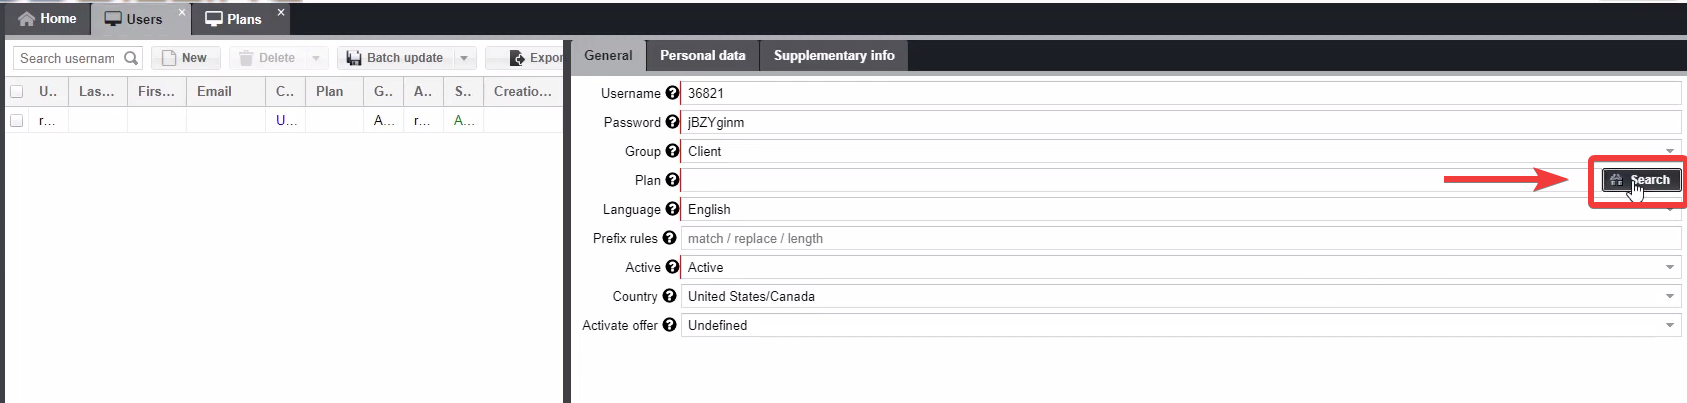 Home Users × Plans ×
Search usernam New Delete Batch update Expor
U.. Las... Firs... Email C.. Plan G.. A.. S.. Creatio...
r... U... A... r... A...
General Personal data Supplementary info
Username ? 36821
Password ? jBZYginm
Group ? Client
Plan ? Search
Language ? English
Prefix rules ? match / replace / length
Active ? Active
Country ? United States/Canada
Activate offer ? Undefined